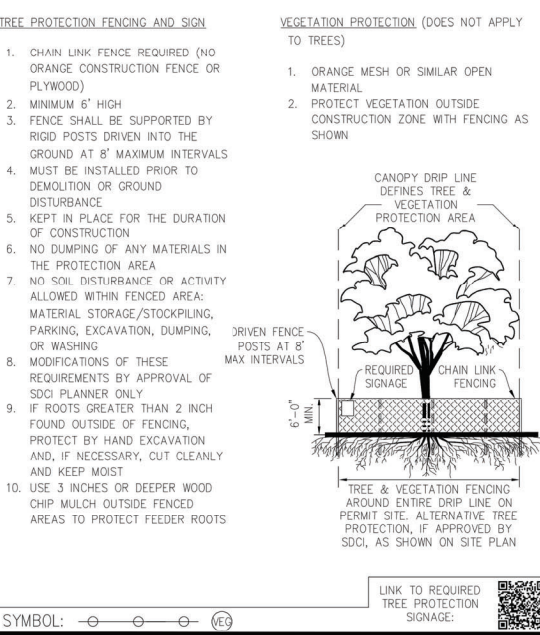 TREE PROTECTION FENCING AND SIGN
1. CHAIN LINK FENCE REQUIRED (NO
ORANGE CONSTRUCTION FENCE OR
PLYWOOD)
2. MINIMUM 6' HIGH
3. FENCE SHALL BE SUPPORTED BY
RIGID POSTS DRIVEN INTO THE
GROUND AT 8' MAXIMUM INTERVALS
4. MUST BE INSTALLED PRIOR TO
DEMOLITION OR GROUND
DISTURBANCE
5. KEPT IN PLACE FOR THE DURATION
OF CONSTRUCTION
6. NO DUMPING OF ANY MATERIALS IN
THE PROTECTION AREA
7. NO SOIL DISTURBANCE OR ACTIVITY
ALLOWED WITHIN FENCED AREA:
MATERIAL STORAGE/STOCKPILING,
PARKING, EXCAVATION, DUMPING,
OR WASHING
8. MODIFICATIONS OF THESE
REQUIREMENTS BY APPROVAL OF
SDCI PLANNER ONLY
9. IF ROOTS GREATER THAN 2 INCH
FOUND OUTSIDE OF FENCING,
PROTECT BY HAND EXCAVATION
AND, IF NECESSARY, CUT CLEANLY
AND KEEP MOIST
10. USE 3 INCHES OR DEEPER WOOD
CHIP MULCH OUTSIDE FENCED
AREAS TO PROTECT FEEDER ROOTS
VEGETATION PROTECTION (DOES NOT APPLY
TO TREES)
1. ORANGE MESH OR SIMILAR OPEN
MATERIAL
2. PROTECT VEGETATION OUTSIDE
CONSTRUCTION ZONE WITH FENCING AS
SHOWN
CANOPY DRIP LINE
DEFINES TREE &
VEGETATION
PROTECTION AREA
DRIVEN FENCE
POSTS AT 8'
MAX INTERVALS
REQUIRED
SIGNAGE
CHAIN LINK
FENCING
6'-0"
MIN.
TREE & VEGETATION FENCING
AROUND ENTIRE DRIP LINE ON
PERMIT SITE. ALTERNATIVE TREE
PROTECTION, IF APPROVED BY
SDCI, AS SHOWN ON SITE PLAN
SYMBOL:
VEG
LINK TO REQUIRED
TREE PROTECTION
SIGNAGE: